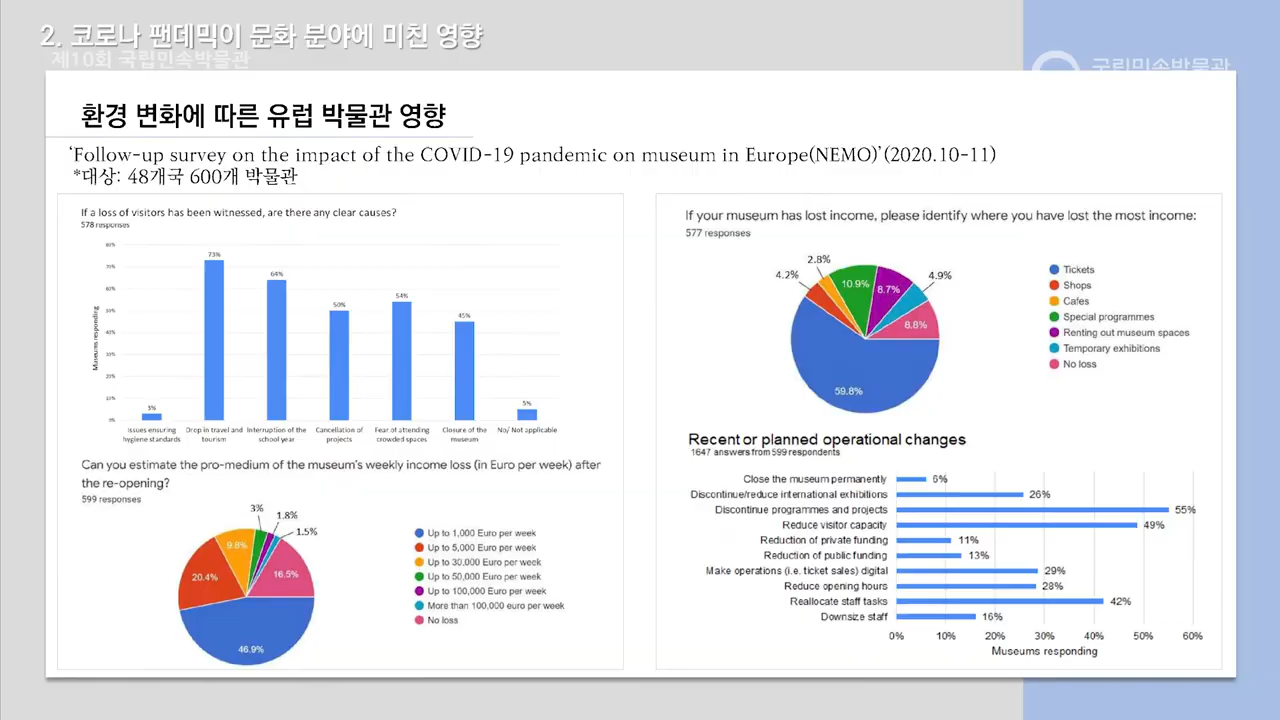 2. 코로나 팬데믹이 문화 분야에 미친 영향
제10회 국립민속박물관
국립민속박물관
환경 변화에 따른 유럽 박물관 영향
‘Follow-up survey on the impact of the COVID-19 pandemic on museum in Europe(NEMO)’(2020.10-11)
*대상: 48개국 600개 박물관
If a loss of visitors has been witnessed, are there any clear causes?
578 responses
Museums responding
80%
70%
60%
50%
40%
30%
20%
10%
0%
3%
73%
64%
50%
54%
45%
5%
Issues ensuring hygiene standards
Drop in travel and tourism
Interruption of the school year
Cancellation of projects
Fear of attending crowded spaces
Closure of the museum
No/ Not applicable
Can you estimate the pro-medium of the museum's weekly income loss (in Euro per week) after
the re-opening?
599 responses
3%
1.8%
1.5%
9.8%
20.4%
16.5%
46.9%
Up to 1,000 Euro per week
Up to 5,000 Euro per week
Up to 30,000 Euro per week
Up to 50,000 Euro per week
Up to 100,000 Euro per week
More than 100,000 euro per week
No loss
If your museum has lost income, please identify where you have lost the most income:
577 responses
2.8%
4.2%
10.9%
8.7%
4.9%
8.8%
59.8%
Tickets
Shops
Cafes
Special programmes
Renting out museum spaces
Temporary exhibitions
No loss
Recent or planned operational changes
1647 answers from 599 respondents
Close the museum permanently 6%
Discontinue/reduce international exhibitions 26%
Discontinue programmes and projects 55%
Reduce visitor capacity 49%
Reduction of private funding 11%
Reduction of public funding 13%
Make operations (i.e. ticket sales) digital 29%
Reduce opening hours 28%
Reallocate staff tasks 42%
Downsize staff 16%
0% 10% 20% 30% 40% 50% 60%
Museums responding